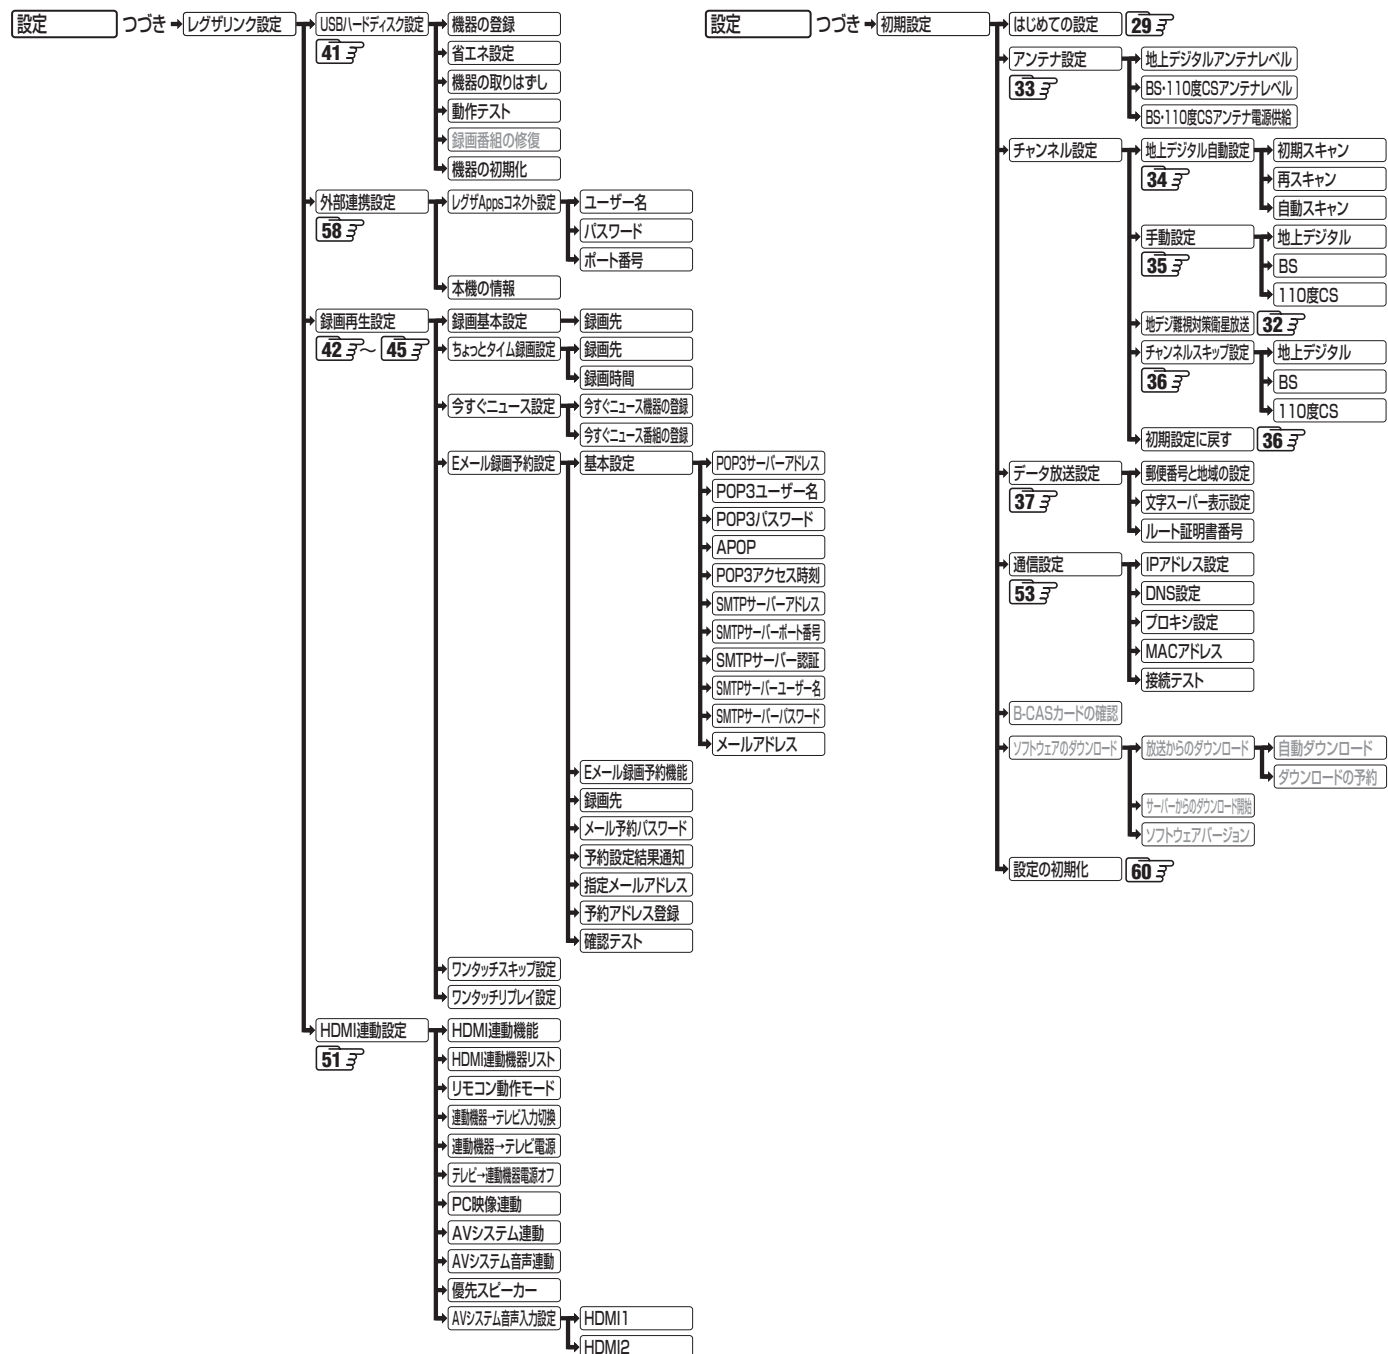 設定 つづき レグザリンク設定 USBハードディスク設定 機器の登録
41
省エネ設定
機器の取りはずし
動作テスト
録画番組の修復
機器の初期化
外部連携設定 レグザAppsコネクト設定 ユーザー名
58
パスワード
ポート番号
本機の情報
録画再生設定 録画基本設定 録画先
42 ～ 45
ちょっとタイム録画設定 録画先
録画時間
今すぐニュース設定 今すぐニュース機器の登録
今すぐニュース番組の登録
Eメール録画予約設定 基本設定 POP3サーバーアドレス
POP3ユーザー名
POP3パスワード
APOP
POP3アクセス時刻
SMTPサーバーアドレス
SMTPサーバーポート番号
SMTPサーバー認証
SMTPサーバーユーザー名
SMTPサーバーパスワード
メールアドレス
Eメール録画予約機能
録画先
メール予約パスワード
予約設定結果通知
指定メールアドレス
予約アドレス登録
確認テスト
ワンタッチスキップ設定
ワンタッチリプレイ設定
HDMI連動設定 HDMI連動機能
51
HDMI連動機器リスト
リモコン動作モード
連動機器→テレビ入力切換
連動機器→テレビ電源
テレビ→連動機器電源オフ
PC映像連動
AVシステム連動
AVシステム音声連動
優先スピーカー
AVシステム音声入力設定 HDMI1
HDMI2
設定 つづき 初期設定 はじめての設定 29
アンテナ設定 地上デジタルアンテナレベル
33
BS・110度CSアンテナレベル
BS・110度CSアンテナ電源供給
チャンネル設定 地上デジタル自動設定 初期スキャン
34
再スキャン
自動スキャン
手動設定 地上デジタル
35
BS
110度CS
地デジ難視対策衛星放送 32
チャンネルスキップ設定 地上デジタル
36
BS
110度CS
初期設定に戻す 36
データ放送設定 郵便番号と地域の設定
37
文字スーパー表示設定
ルート証明書番号
通信設定 IPアドレス設定
53
DNS設定
プロキシ設定
MACアドレス
接続テスト
B-CASカードの確認
ソフトウェアのダウンロード 放送からのダウンロード 自動ダウンロード
ダウンロードの予約
サーバーからのダウンロード開始
ソフトウェアバージョン
設定の初期化 60